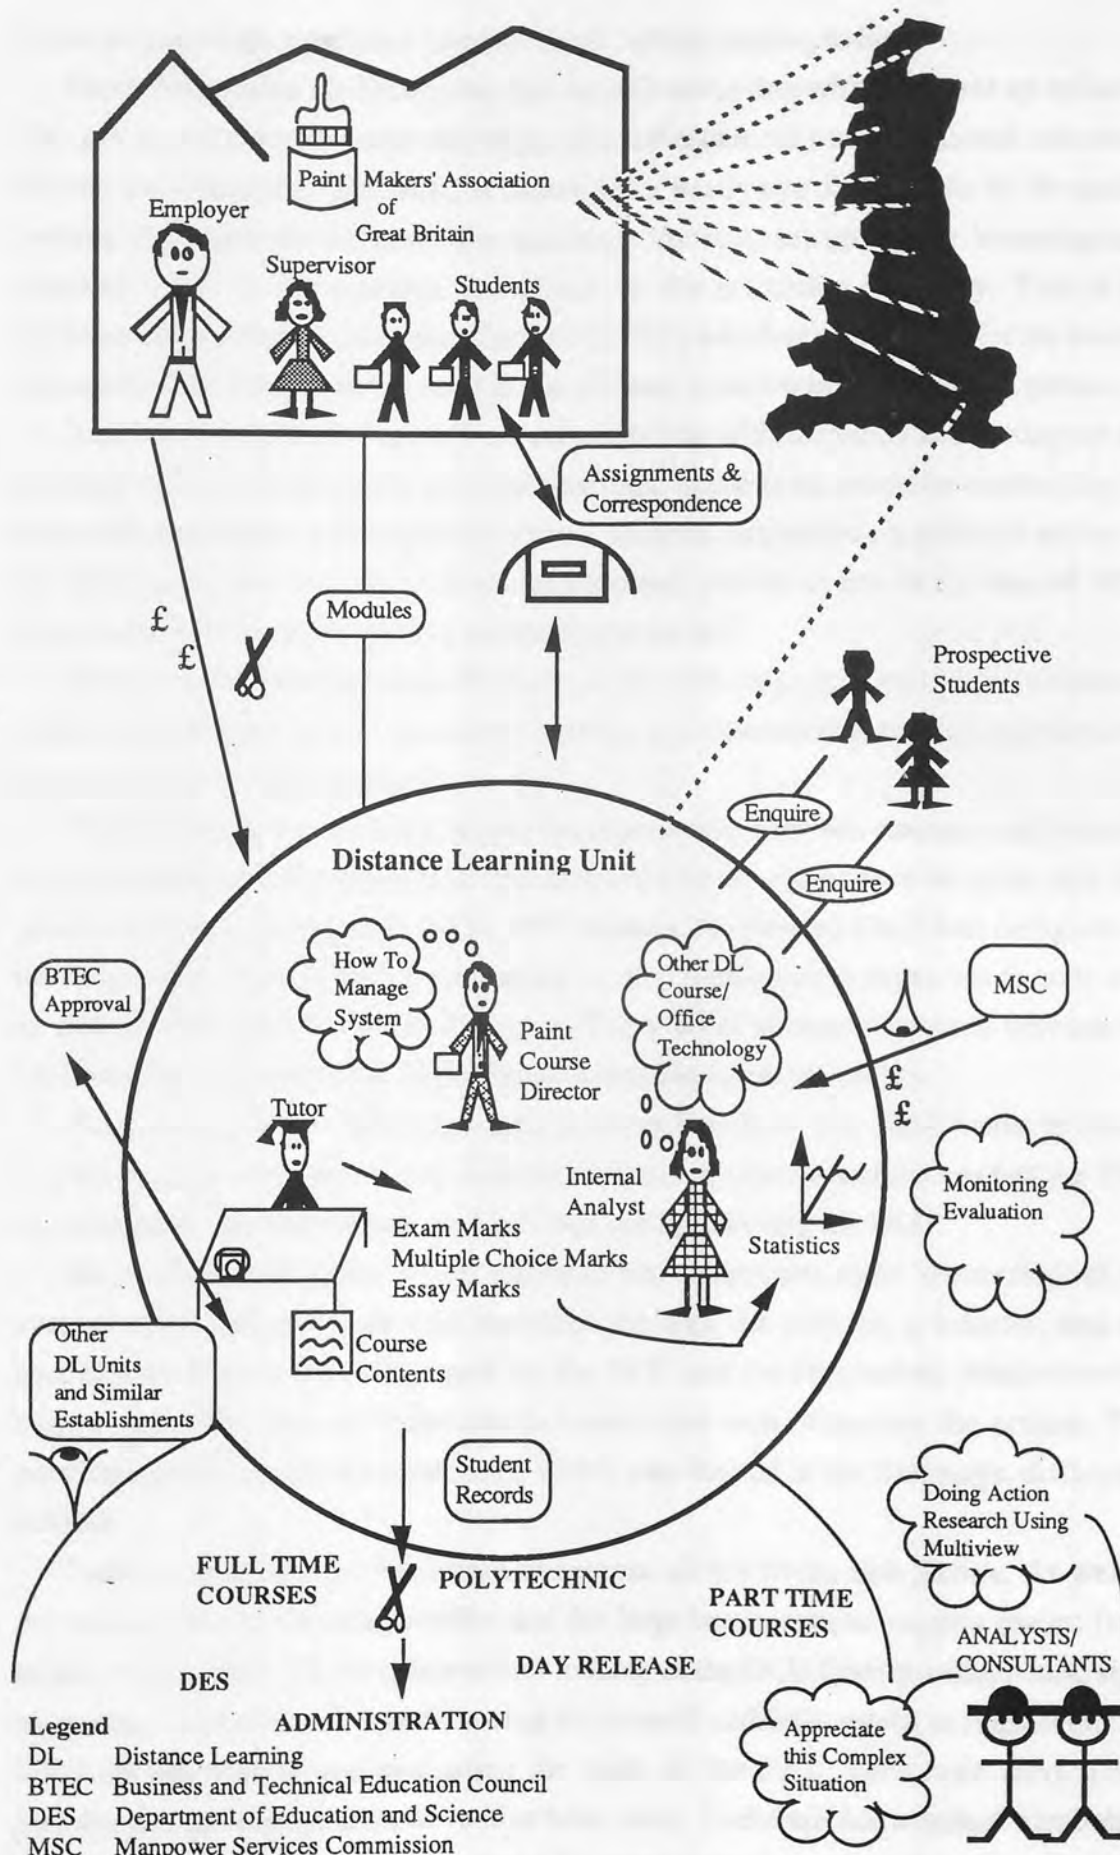 Paint Makers' Association
of
Great Britain
Employer
Supervisor
Students
Assignments &
Correspondence
Modules
£
£
Prospective
Students
Enquire
Enquire
Distance Learning Unit
BTEC
Approval
How To
Manage
System
Paint
Course
Director
Other DL
Course/
Office
Technology
MSC
£
£
Tutor
Internal
Analyst
Monitoring
Evaluation
Exam Marks
Multiple Choice Marks
Essay Marks
Statistics
Other
DL Units
and Similar
Establishments
Course
Contents
Student
Records
Doing Action
Research Using
Multiview
FULL TIME
COURSES
POLYTECHNIC
PART TIME
COURSES
ANALYSTS/
CONSULTANTS
DES
DAY RELEASE
ADMINISTRATION
Appreciate
this Complex
Situation
Legend
DL Distance Learning
BTEC Business and Technical Education Council
DES Department of Education and Science
MSC Manpower Services Commission